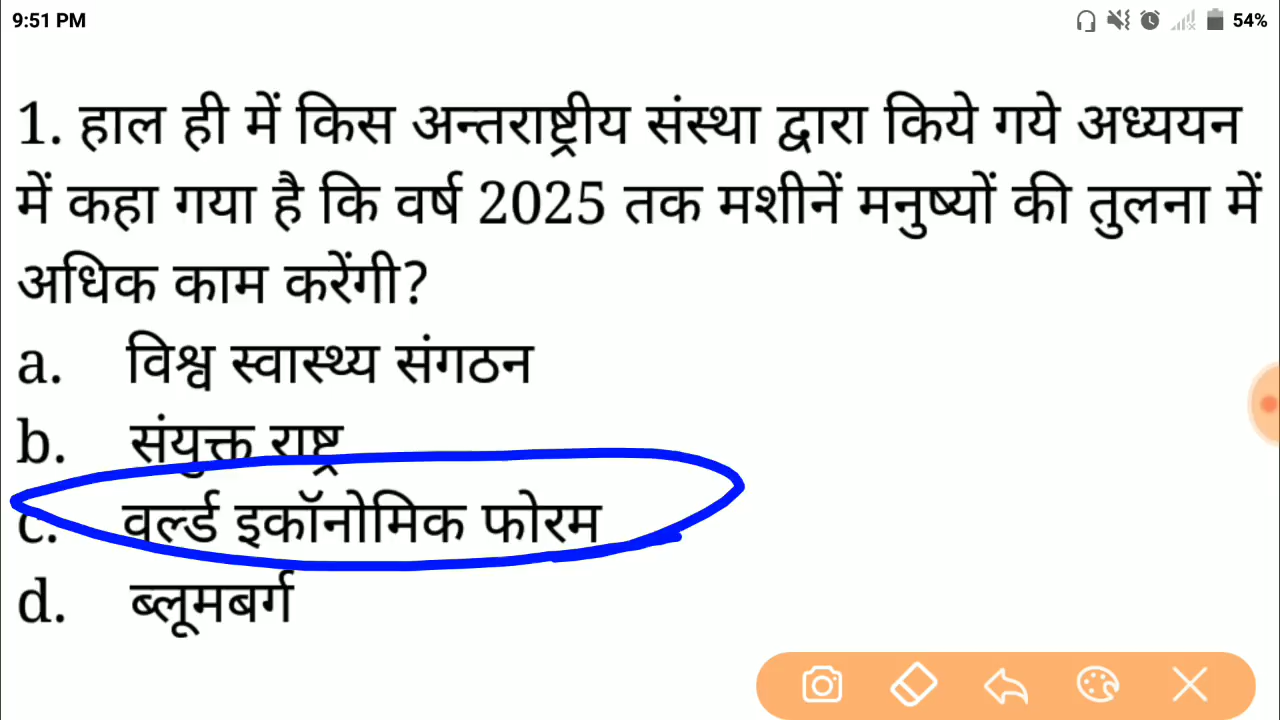 9:51 PM
54%
1. हाल ही में किस अन्तराष्ट्रीय संस्था द्वारा किये गये अध्ययन
में कहा गया है कि वर्ष 2025 तक मशीनें मनुष्यों की तुलना में
अधिक काम करेंगी?
a. विश्व स्वास्थ्य संगठन
b. संयुक्त राष्ट्र
c. वर्ल्ड इकॉनोमिक फोरम
d. ब्लूमबर्ग